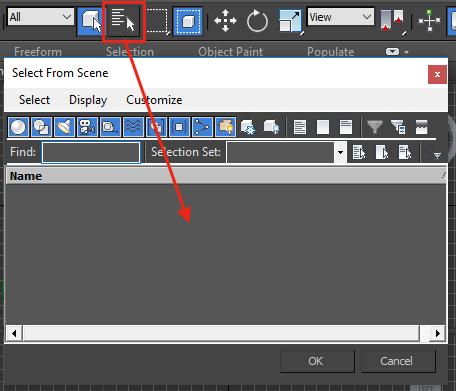 All
View
Freeform Selection Object Paint Populate
Select From Scene
Select Display Customize
Find: Selection Set:
Name
OK Cancel